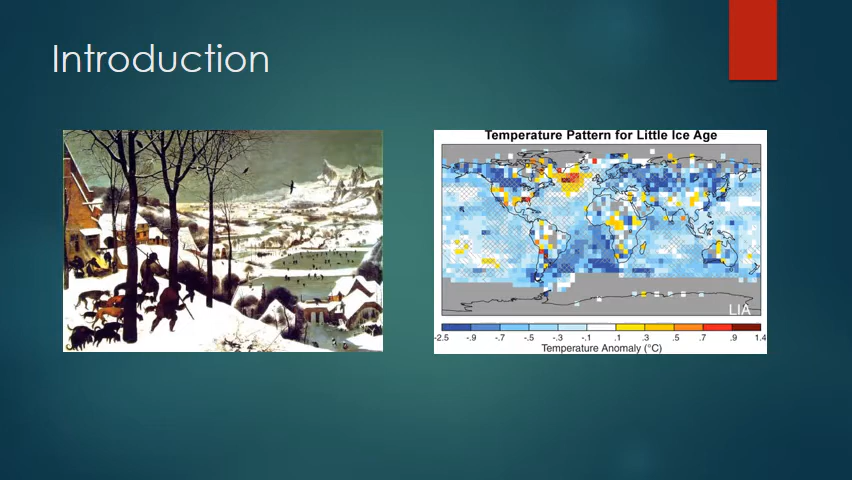 Introduction
Temperature Pattern for Little Ice Age
LIA
-2.5 -.9 -.7 -.5 -.3 -.1 .1 .3 .5 .7 .9 1.4
Temperature Anomaly (°C)